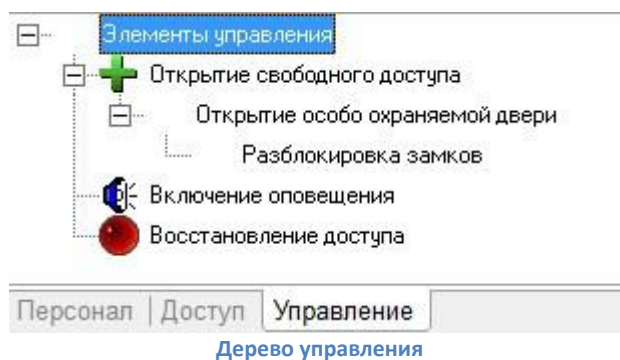 Элементы управления
Открытие свободного доступа
Открытие особо охраняемой двери
Разблокировка замков
Включение оповещения
Восстановление доступа
Персонал | Доступ Управление
Дерево управления